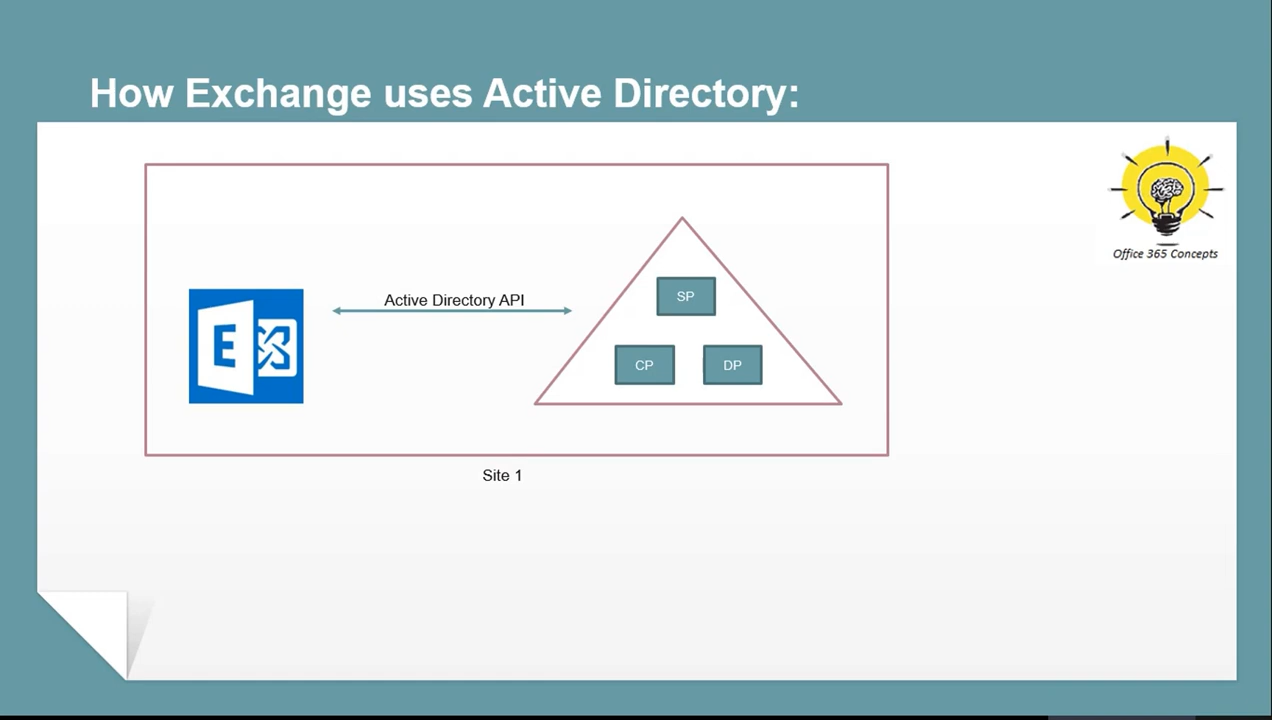 How Exchange uses Active Directory:
Office 365 Concepts
Active Directory API
SP
E
CP
DP
Site 1